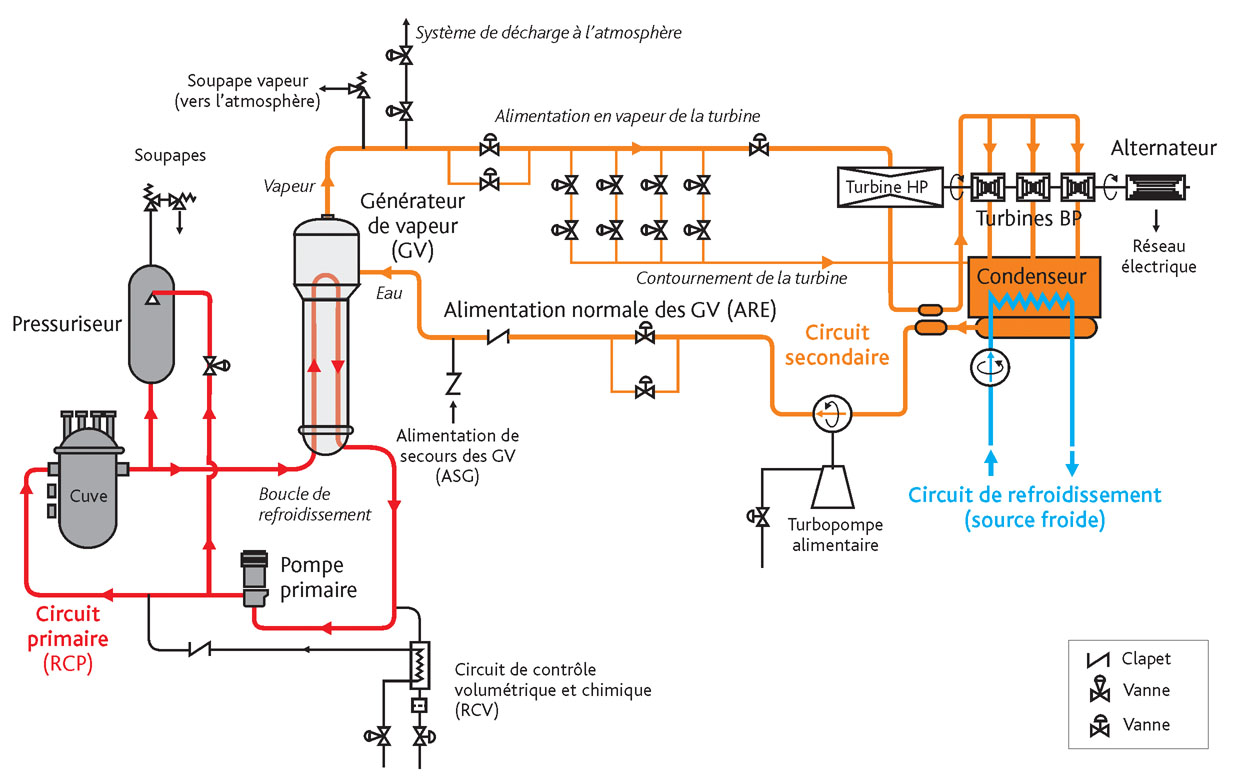 Système de décharge à l'atmosphère
Soupape vapeur
(vers l'atmosphère)
Alimentation en vapeur de la turbine
Soupapes
Alternateur
Vapeur
Générateur
de vapeur
(GV)
Turbine HP
Turbines BP
Réseau
électrique
Eau
Contournement de la turbine
Condenseur
Pressuriseur
Alimentation normale des GV (ARE)
Circuit
secondaire
Alimentation de
secours des GV
(ASG)
Cuve
Boucle de
refroidissement
Circuit de refroidissement
(source froide)
Turbopompe
alimentaire
Pompe
primaire
Circuit
primaire
(RCP)
Circuit de contrôle
volumétrique et chimique
(RCV)
Clapet
Vanne
Vanne